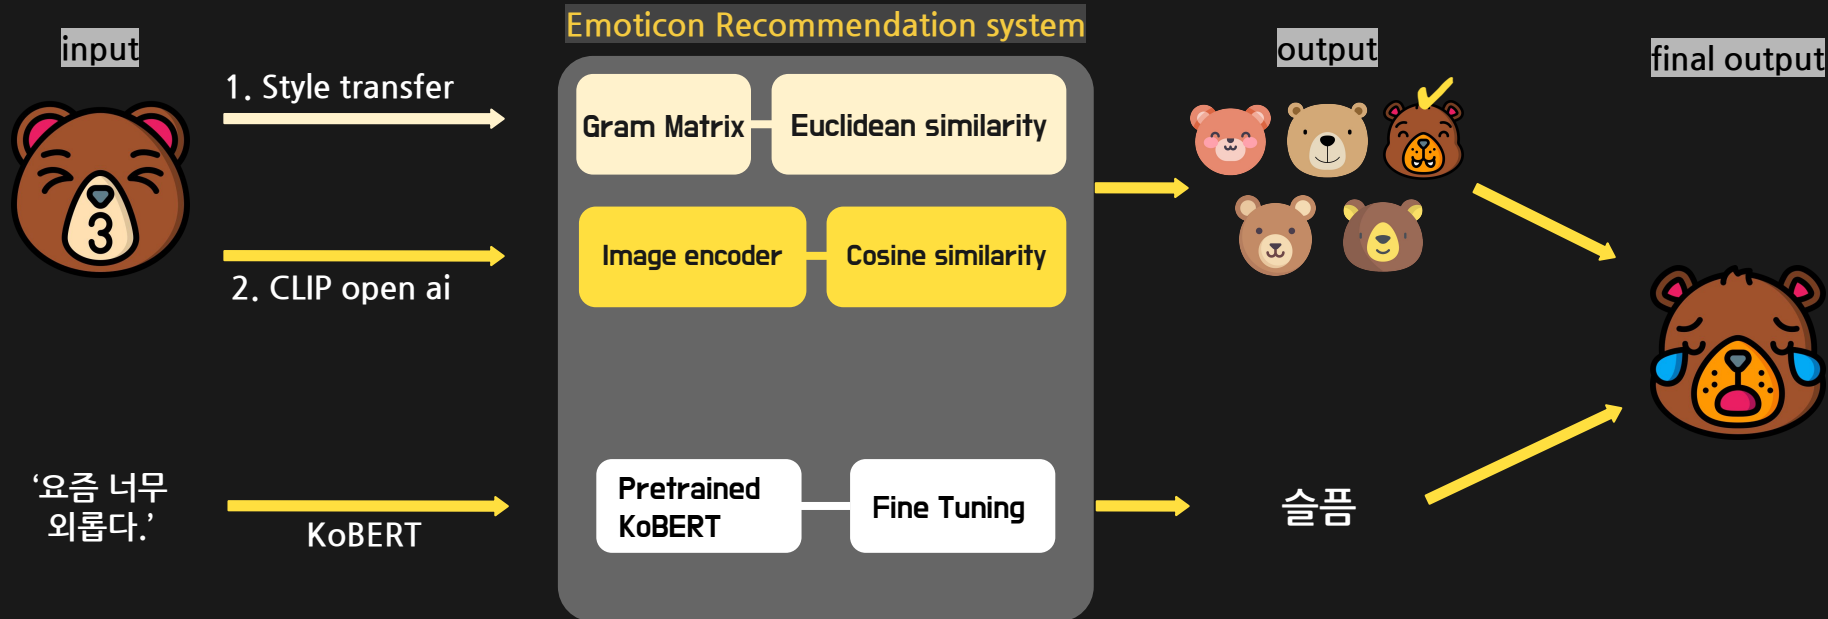 Emoticon Recommendation system
input
output
final output
1. Style transfer
Gram Matrix
Euclidean similarity
Image encoder
Cosine similarity
2. CLIP open ai
‘요즘 너무
외롭다.’
KoBERT
Pretrained
KoBERT
Fine Tuning
슬픔